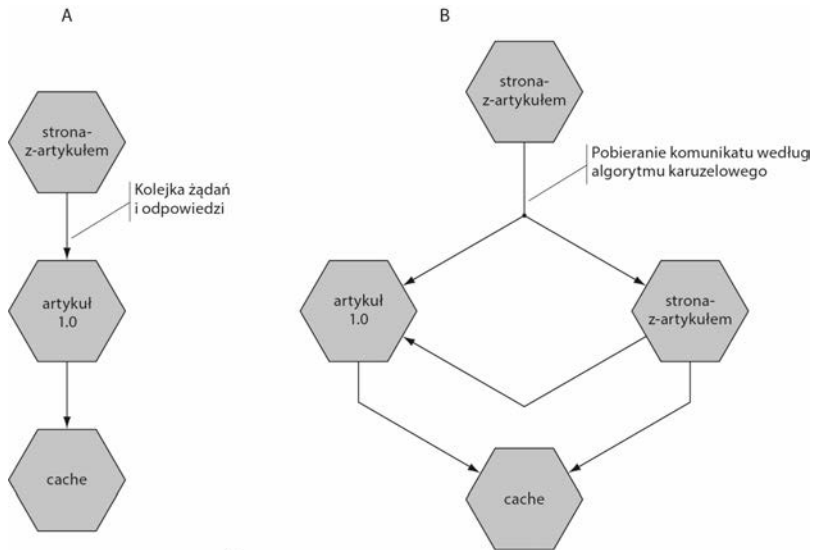 A
strona-
z-artykułem
Kolejka żądań
i odpowiedzi
artykuł
1.0
cache
B
strona-
z-artykułem
Pobieranie komunikatu według
algorytmu karuzelowego
artykuł
1.0
strona-
z-artykułem
cache